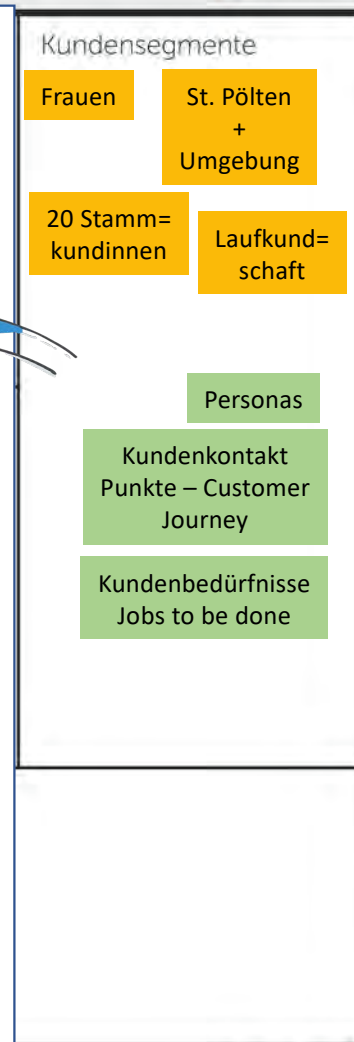 Kundensegmente
Frauen
St. Pölten
+
Umgebung
20 Stamm=
kundinnen
Laufkund=
schaft
Personas
Kundenkontakt
Punkte – Customer
Journey
Kundenbedürfnisse
Jobs to be done